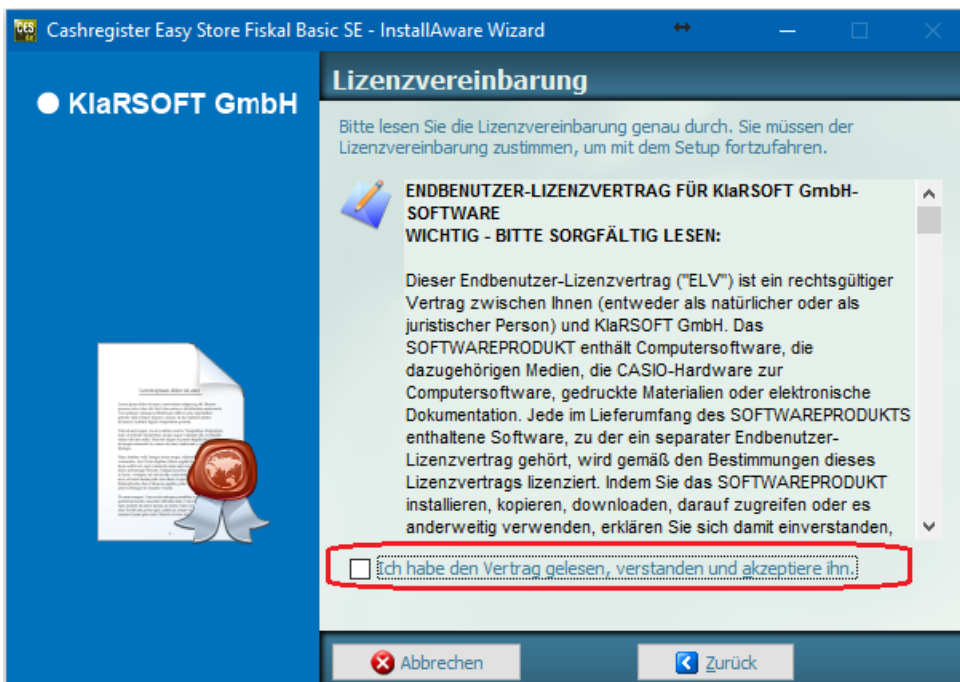 Cashregister Easy Store Fiskal Basic SE - InstallAware Wizard
KlaRSOFT GmbH
Lizenzvereinbarung
Bitte lesen Sie die Lizenzvereinbarung genau durch. Sie müssen der
Lizenzvereinbarung zustimmen, um mit dem Setup fortzufahren.
ENDBENUTZER-LIZENZVERTRAG FÜR KlaRSOFT GmbH-
SOFTWARE
WICHTIG - BITTE SORGFÄLTIG LESEN:
Dieser Endbenutzer-Lizenzvertrag ("ELV") ist ein rechtsgültiger
Vertrag zwischen Ihnen (entweder als natürlicher oder als
juristischer Person) und KlaRSOFT GmbH. Das
SOFTWAREPRODUKT enthält Computersoftware, die
dazugehörigen Medien, die CASIO-Hardware zur
Computersoftware, gedruckte Materialien oder elektronische
Dokumentation. Jede im Lieferumfang des SOFTWAREPRODUKTS
enthaltene Software, zu der ein separater Endbenutzer-
Lizenzvertrag gehört, wird gemäß den Bestimmungen dieses
Lizenzvertrags lizenziert. Indem Sie das SOFTWAREPRODUKT
installieren, kopieren, downloaden, darauf zugreifen oder es
anderweitig verwenden, erklären Sie sich damit einverstanden,
Ich habe den Vertrag gelesen, verstanden und akzeptiere ihn.
Abbrechen
Zurück